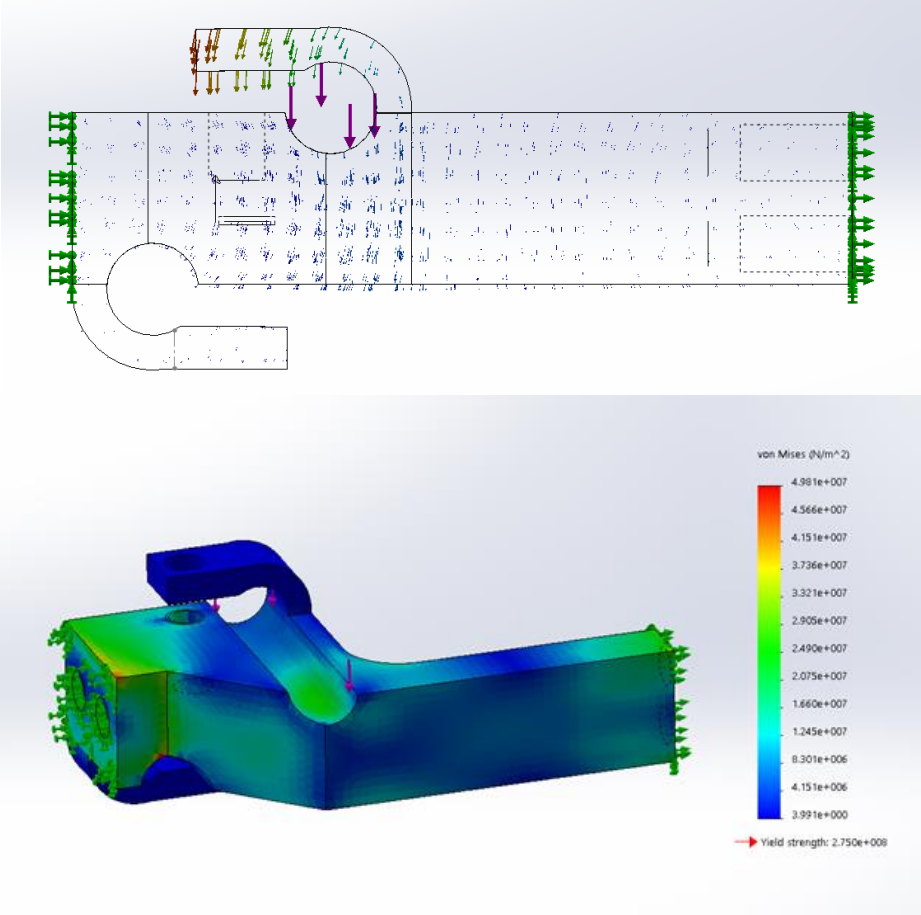 von Mises (N/m^2)
4.981e+007
4.566e+007
4.151e+007
3.736e+007
3.321e+007
2.905e+007
2.490e+007
2.075e+007
1.660e+007
1.245e+007
8.301e+006
4.151e+006
3.991e+000
Yield strength: 2.750e+008